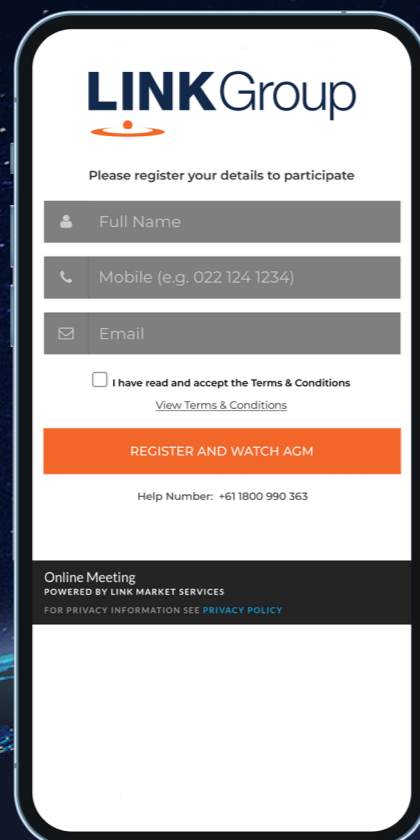 LINKGroup
Please register your details to participate
Full Name
Mobile (e.g. 022 124 1234)
Email
I have read and accept the Terms & Conditions
View Terms & Conditions
REGISTER AND WATCH AGM
Help Number: +61 1800 990 363
Online Meeting
POWERED BY LINK MARKET SERVICES
FOR PRIVACY INFORMATION SEE PRIVACY POLICY